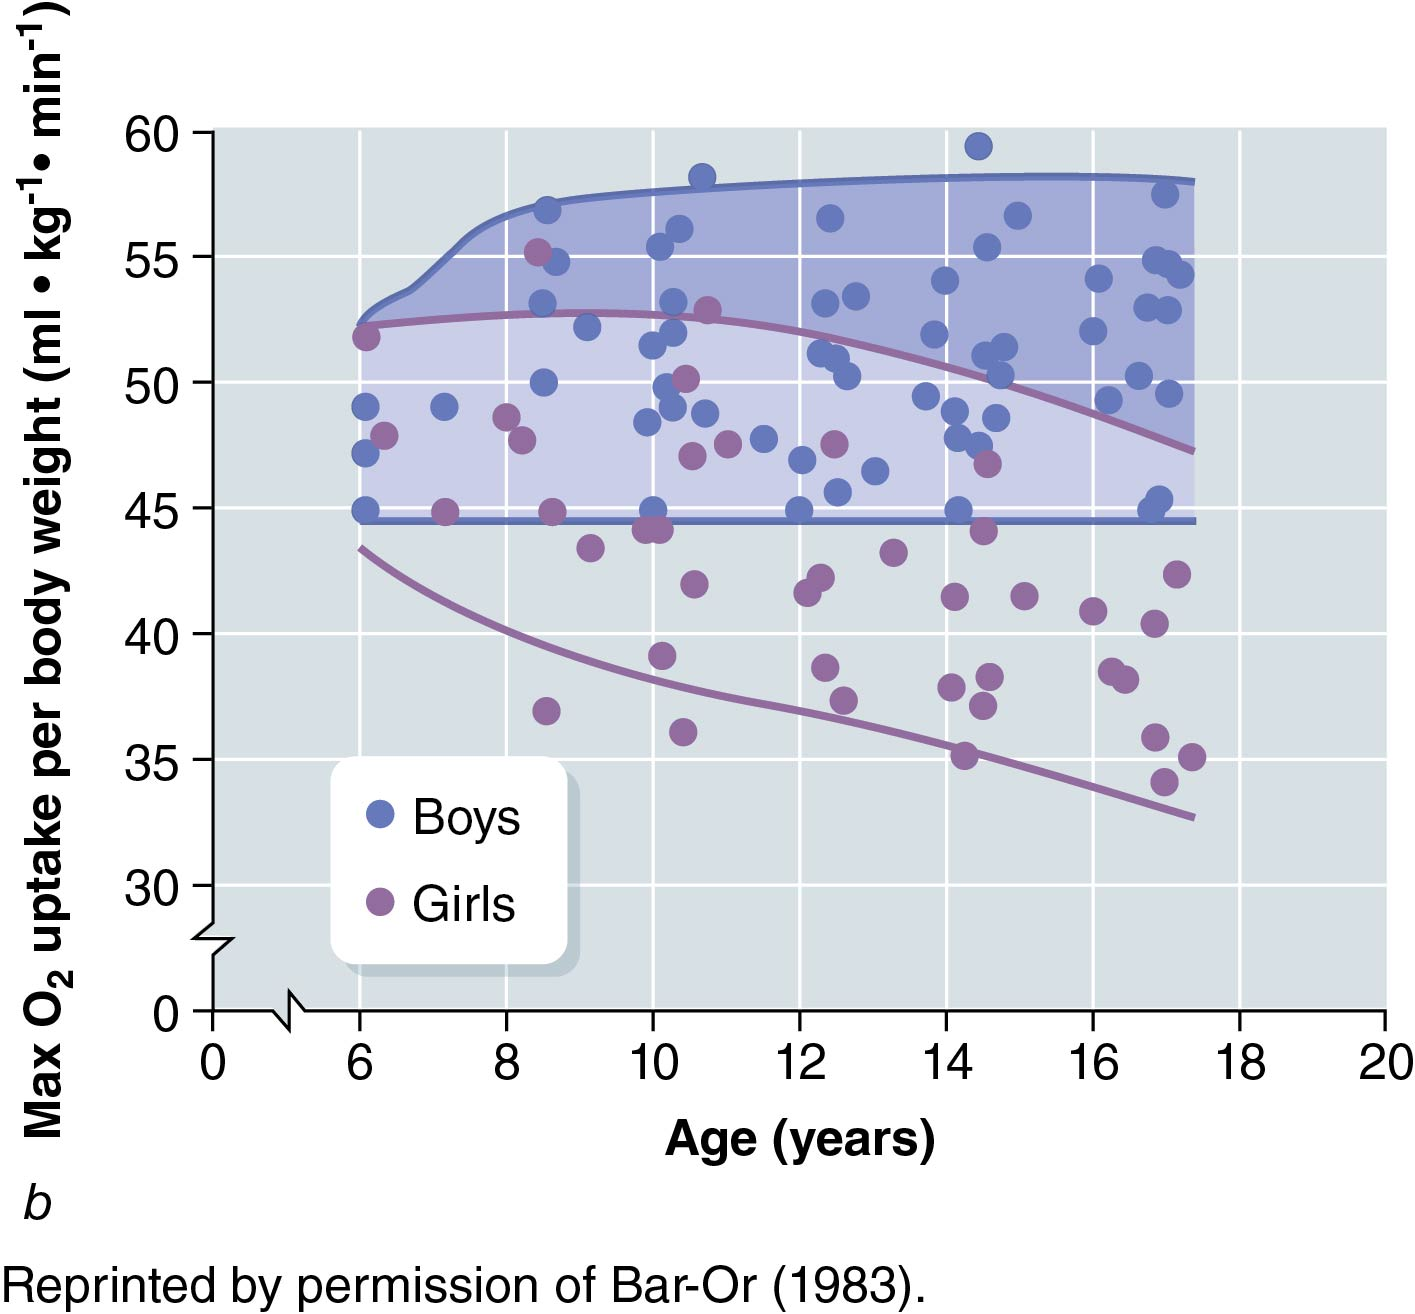 Max O₂ uptake per body weight (ml • kg⁻¹ • min⁻¹)
60
55
50
45
40
35
30
0
Boys
Girls
0 6 8 10 12 14 16 18 20
Age (years)
b
Reprinted by permission of Bar-Or (1983).